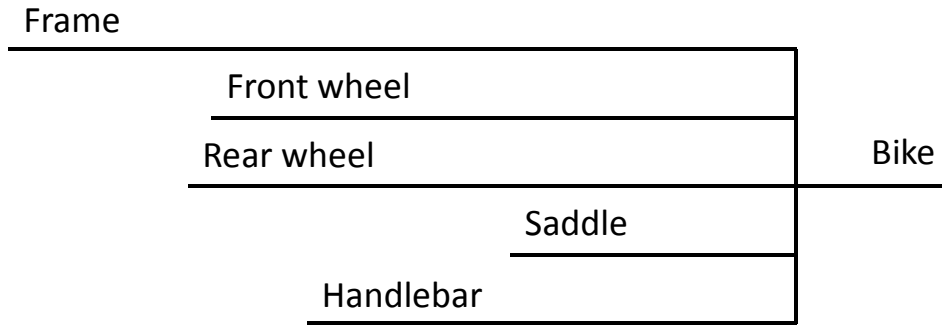 Frame
Front wheel
Rear wheel
Bike
Saddle
Handlebar